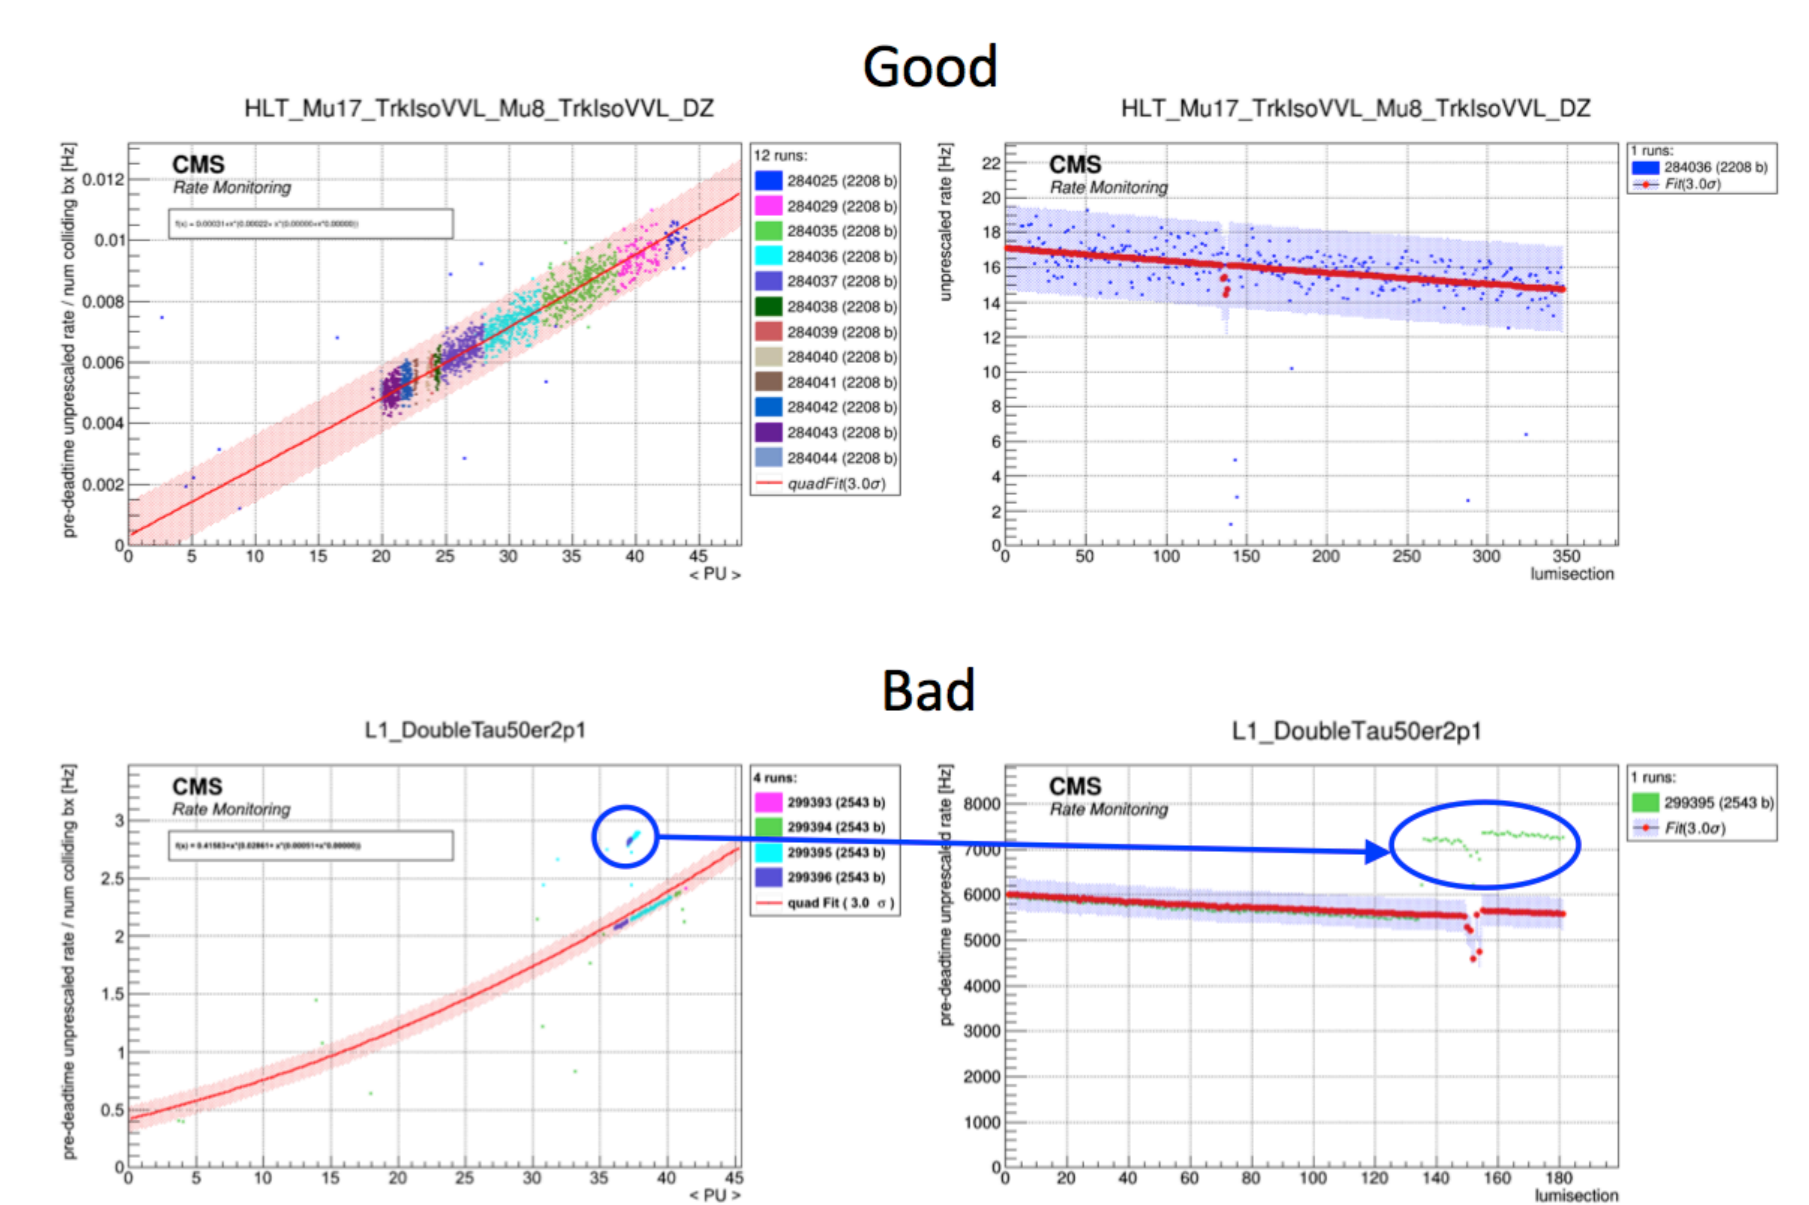 Good
HLT_Mu17_TrkIsoVVL_Mu8_TrkIsoVVL_DZ
pre-deadtime unprescaled rate / num colliding bx [Hz]
CMS
Rate Monitoring
0.012
0.01
0.008
0.006
0.004
0.002
0
0 5 10 15 20 25 30 35 40 45
< PU >
12 runs:
284025 (2208 b)
284029 (2208 b)
284035 (2208 b)
284036 (2208 b)
284037 (2208 b)
284038 (2208 b)
284039 (2208 b)
284040 (2208 b)
284041 (2208 b)
284042 (2208 b)
284043 (2208 b)
284044 (2208 b)
quadFit(3.0σ)
HLT_Mu17_TrkIsoVVL_Mu8_TrkIsoVVL_DZ
unprescaled rate [Hz]
CMS
Rate Monitoring
22
20
18
16
14
12
10
8
6
4
2
0
0 50 100 150 200 250 300 350
lumisection
1 runs:
284036 (2208 b)
Fit(3.0σ)
Bad
L1_DoubleTau50er2p1
pre-deadtime unprescaled rate / num colliding bx [Hz]
CMS
Rate Monitoring
3
2.5
2
1.5
1
0.5
0
0 5 10 15 20 25 30 35 40 45
< PU >
4 runs:
299393 (2543 b)
299394 (2543 b)
299395 (2543 b)
299396 (2543 b)
quad Fit ( 3.0 σ )
L1_DoubleTau50er2p1
pre-deadtime unprescaled rate [Hz]
CMS
Rate Monitoring
8000
7000
6000
5000
4000
3000
2000
1000
0
0 20 40 60 80 100 120 140 160 180
lumisection
1 runs:
299395 (2543 b)
Fit(3.0σ)